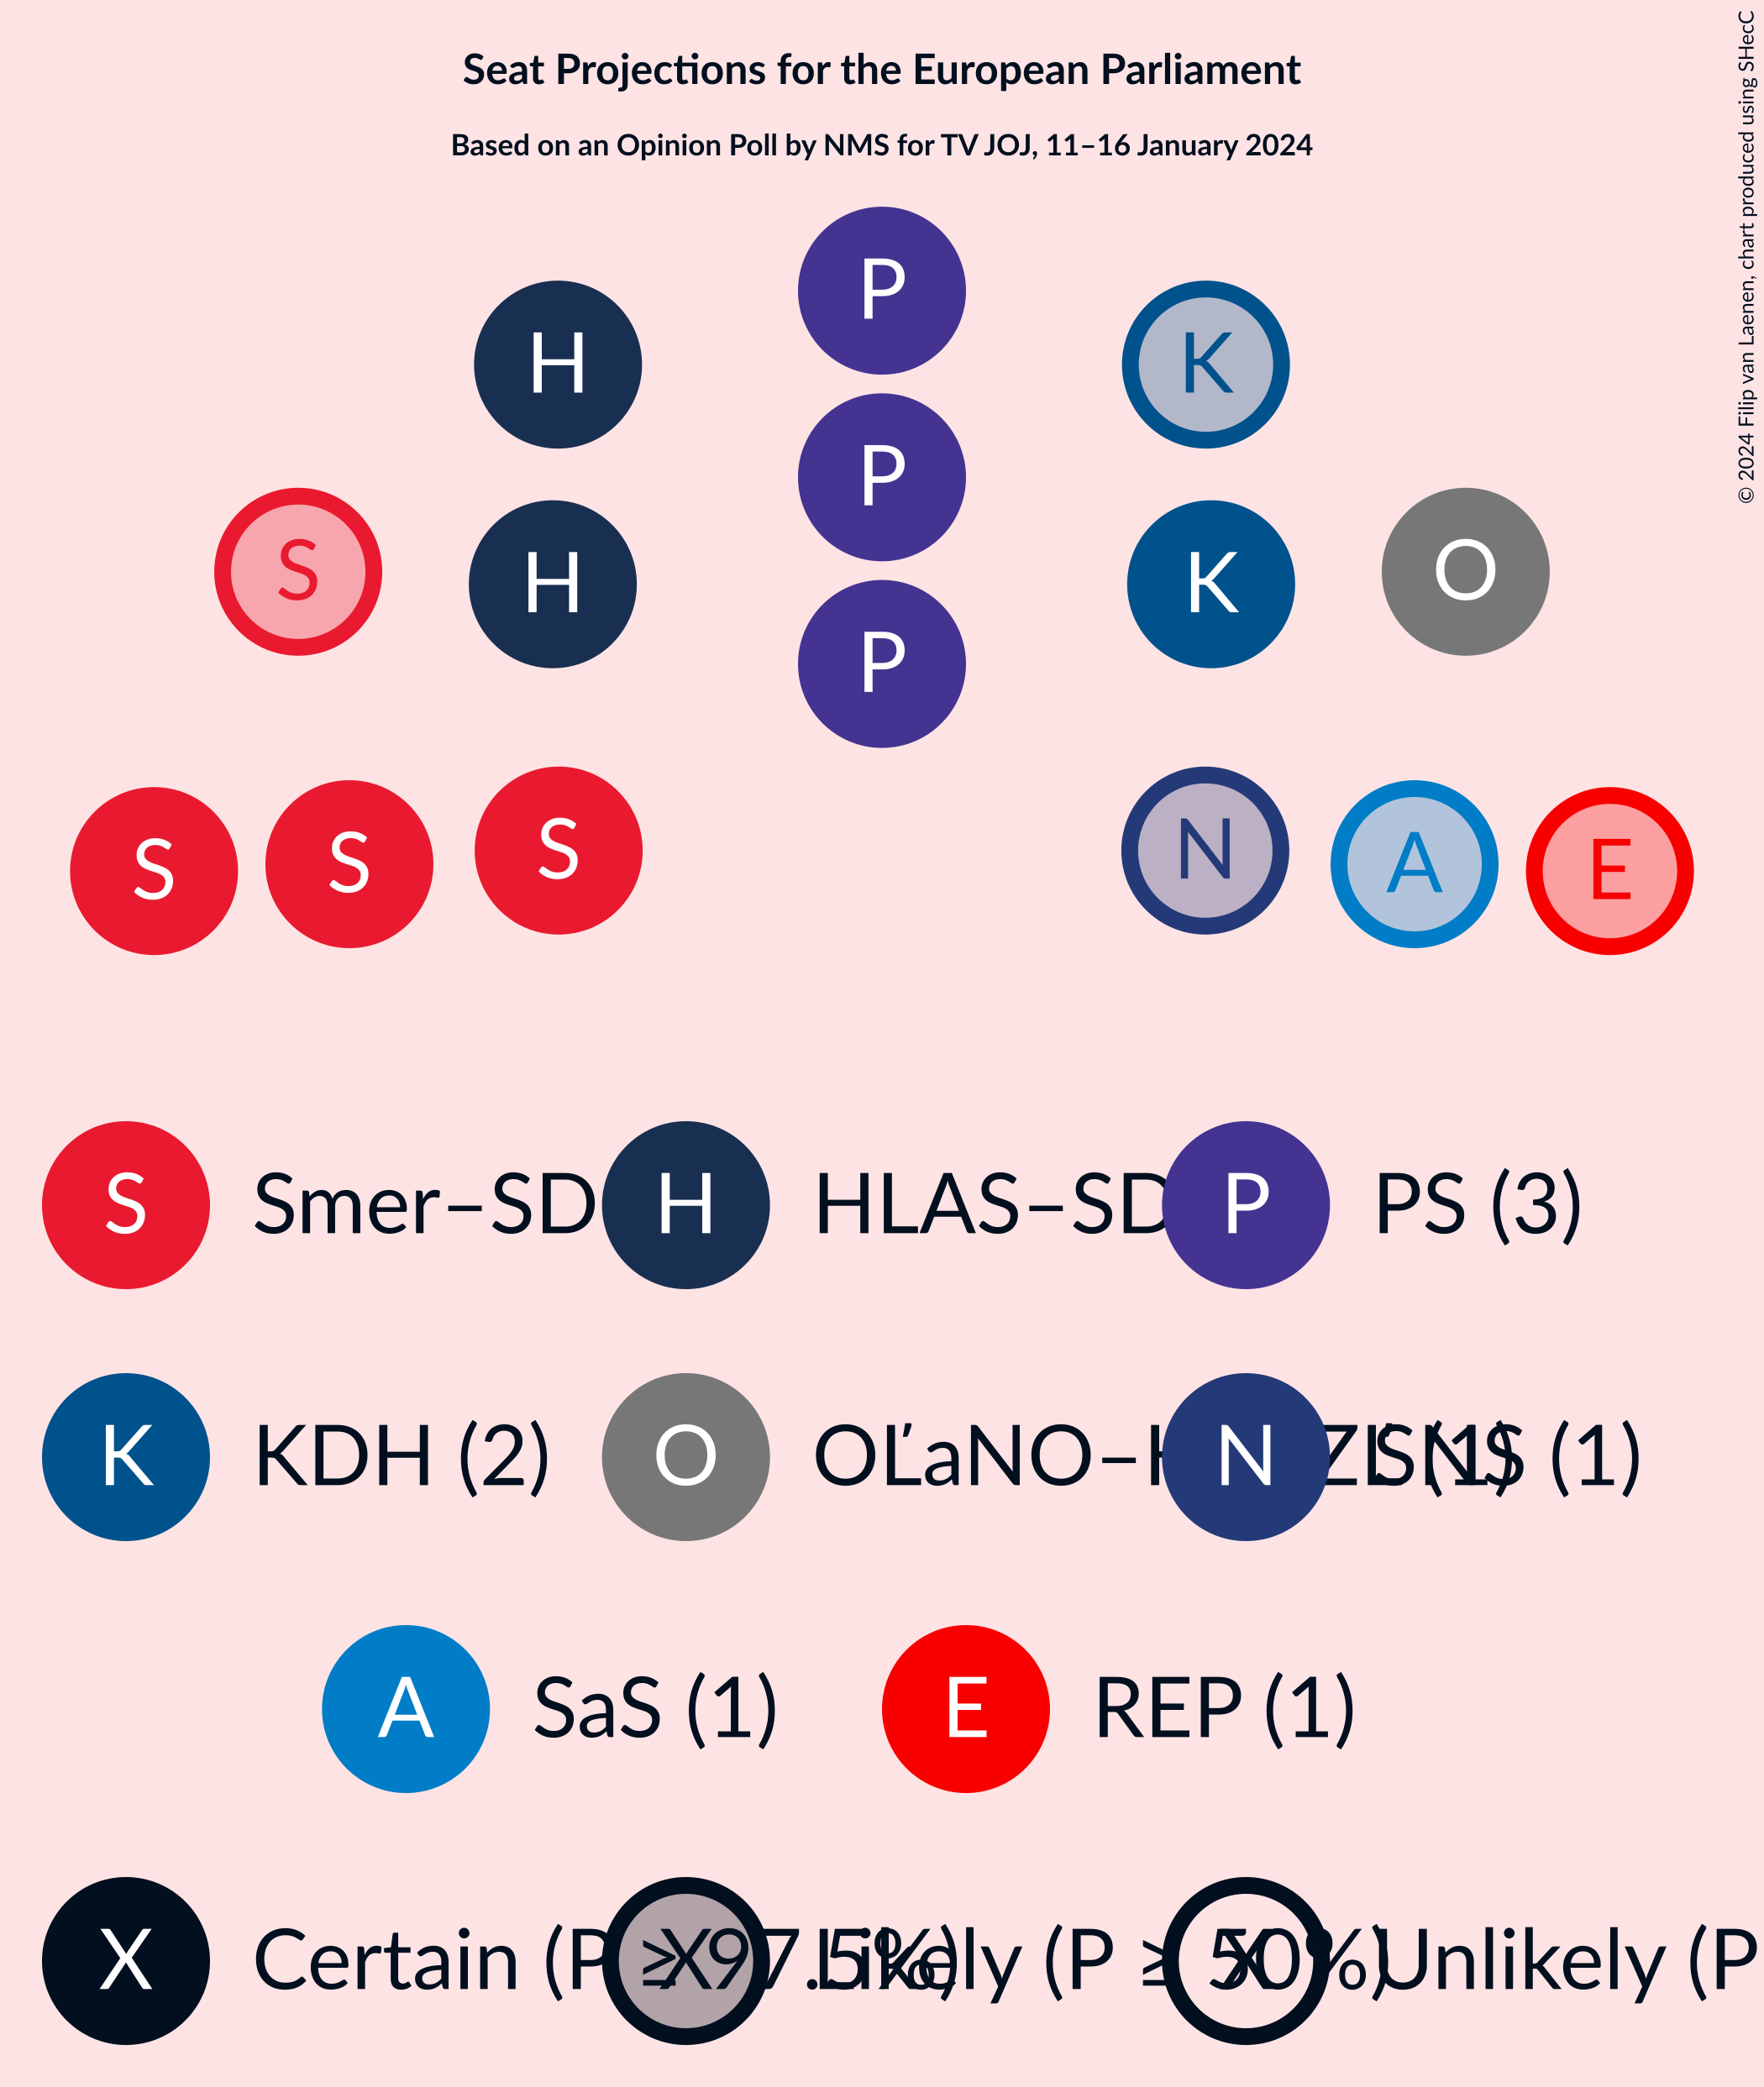 Seat Projections for the European Parliament
Based on an Opinion Poll by NMS for TV JOJ, 11–16 January 2024
© 2024 Filip van Laenen, chart produced using SHecC
P
H K
P
S H K O
P
S S S N A E
S Smer–SD H HLAS–SD P PS (3)
K KDH (2) O OĽaNO– N SNS (1)
A SaS (1) E REP (1)
X Certain (P ≥ 97.5%) X Likely (P ≥ 50%) X Unlikely (P